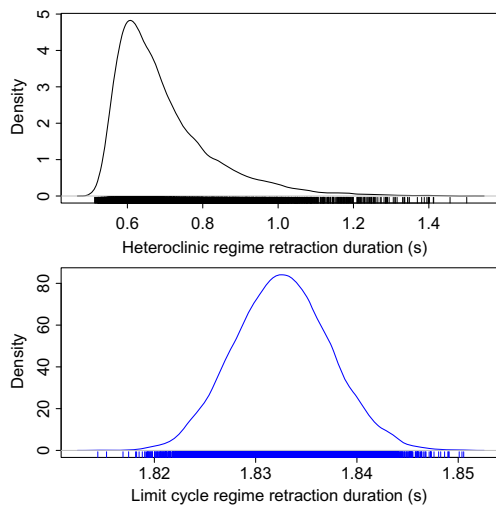 5
4
3
2
1
0
Density
0.6 0.8 1.0 1.2 1.4
Heteroclinic regime retraction duration (s)
80
60
40
20
0
Density
1.82 1.83 1.84 1.85
Limit cycle regime retraction duration (s)